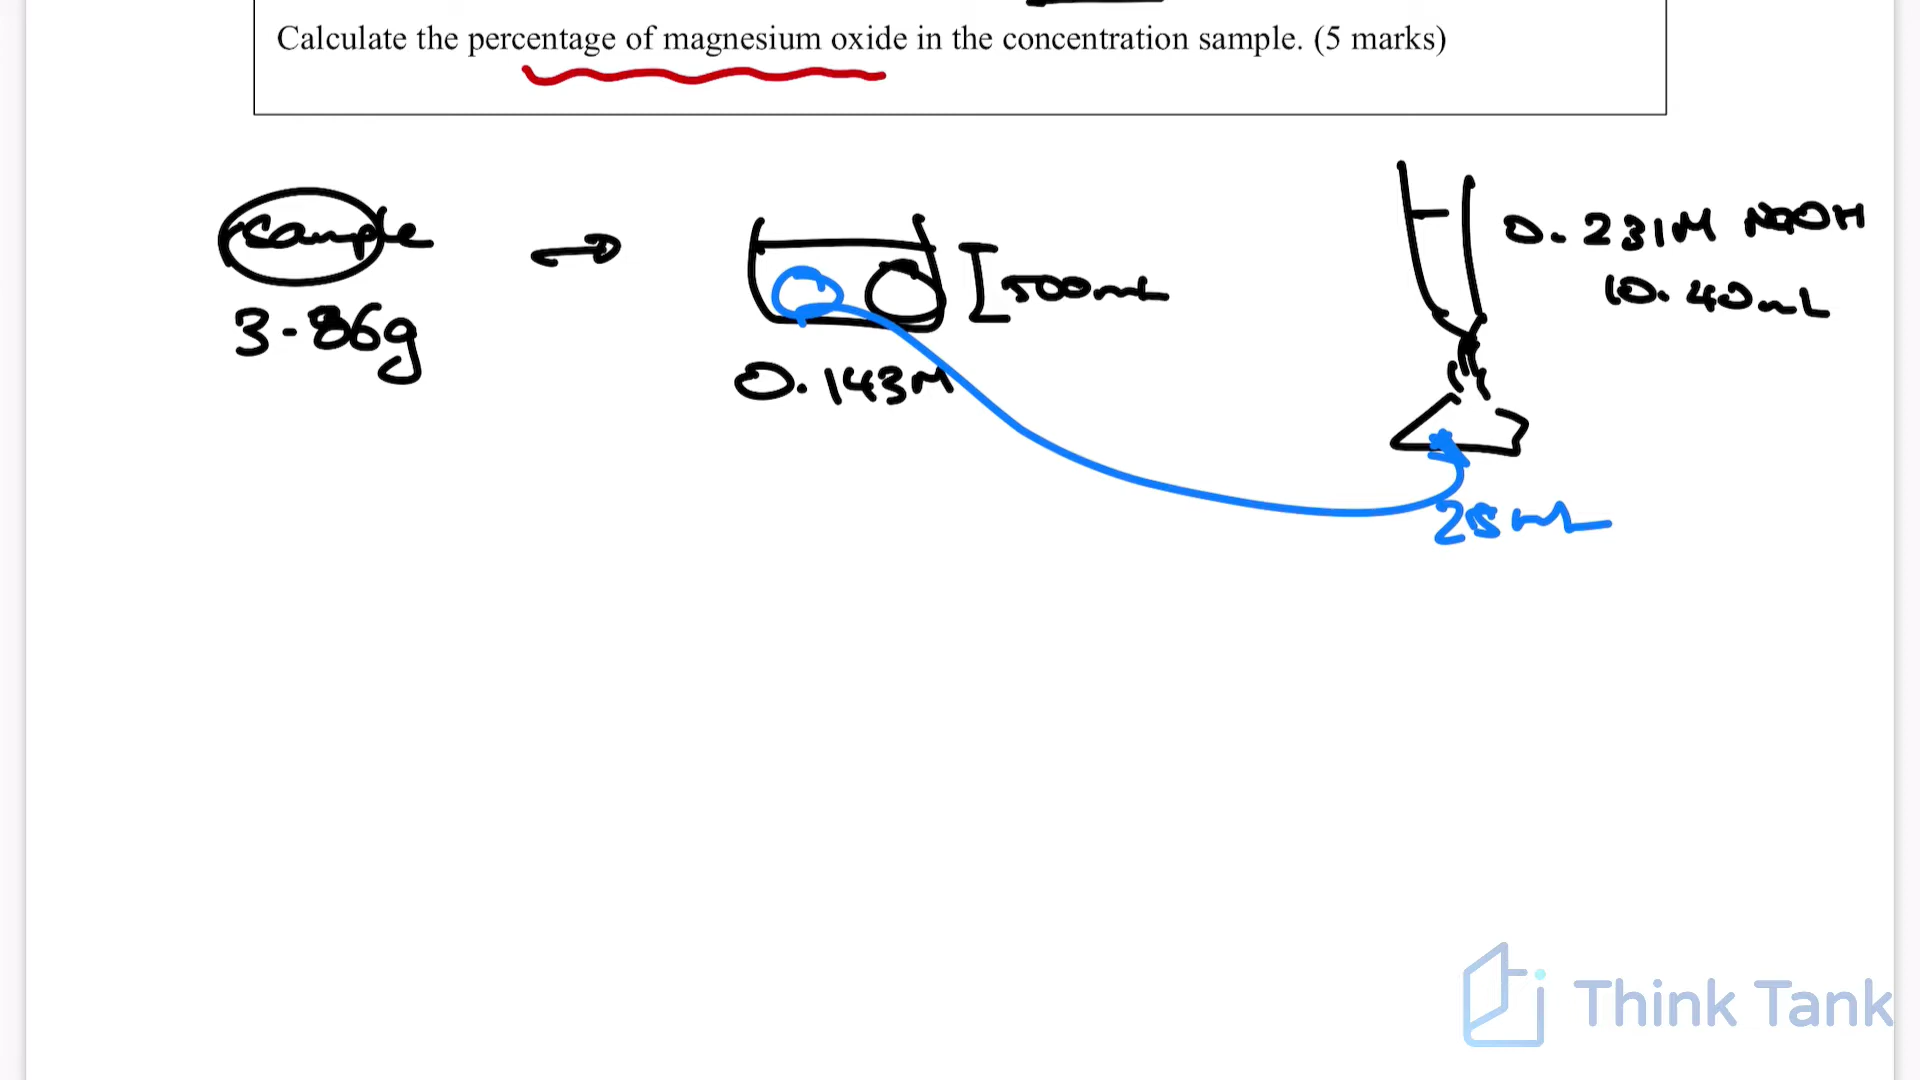 Calculate the percentage of magnesium oxide in the concentration sample. (5 marks)
sample
3-86g
500mL
0.143M
0.231M NaOH
10.40mL
25mL
Think Tank